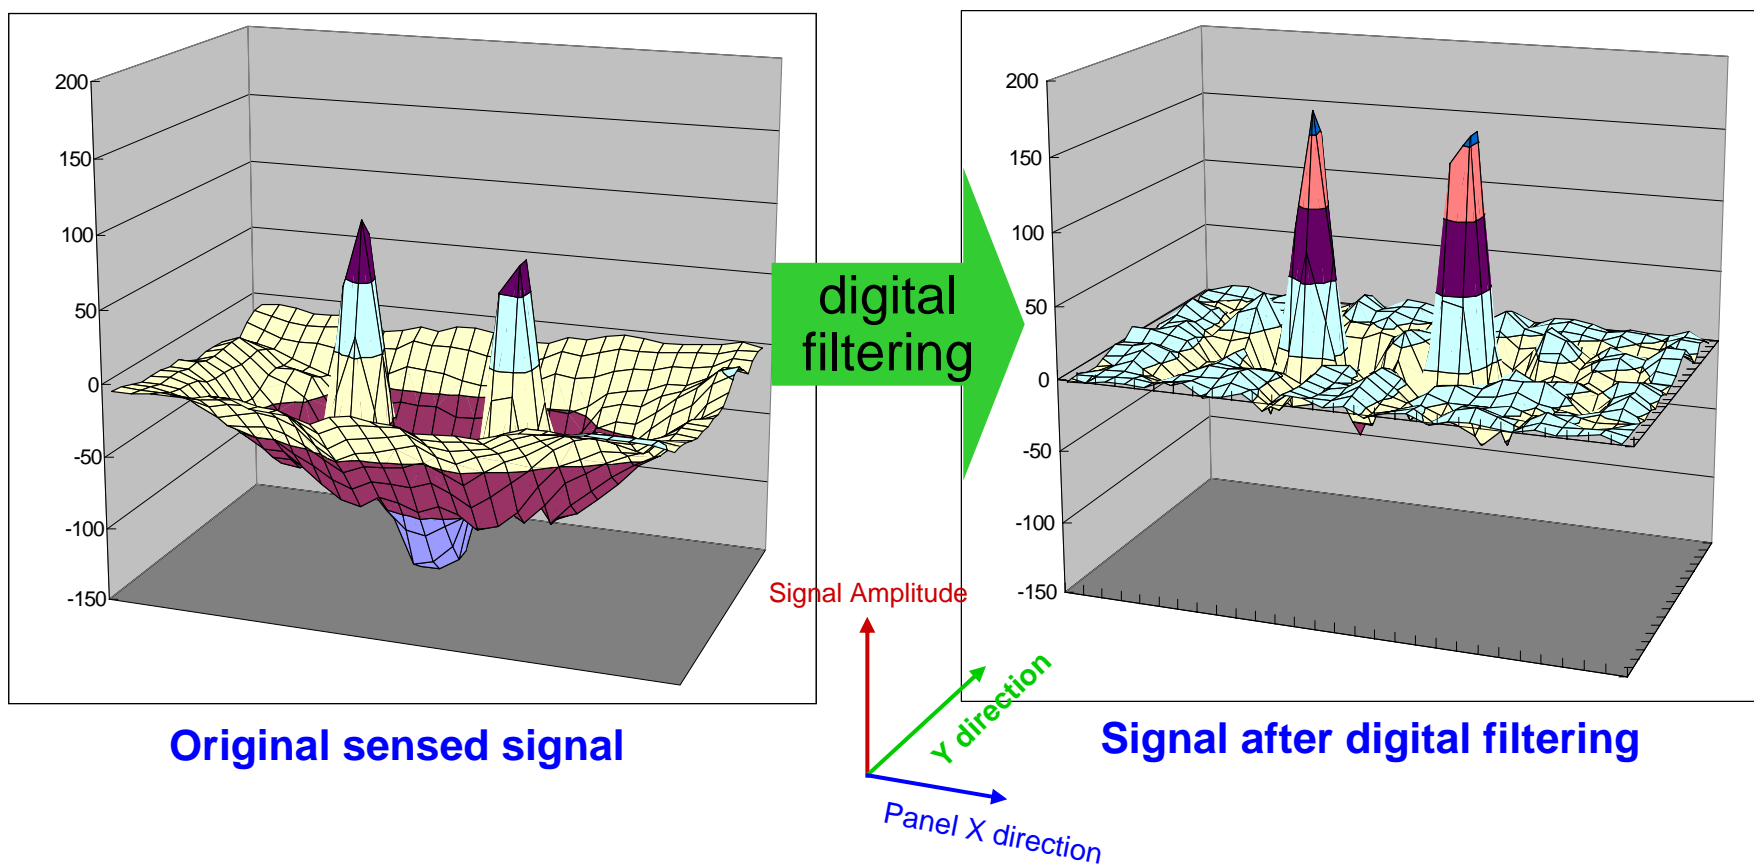 200
150
100
50
0
-50
-100
-150
digital
filtering
200
150
100
50
0
-50
-100
-150
Signal Amplitude
Y direction
Panel X direction
Original sensed signal
Signal after digital filtering